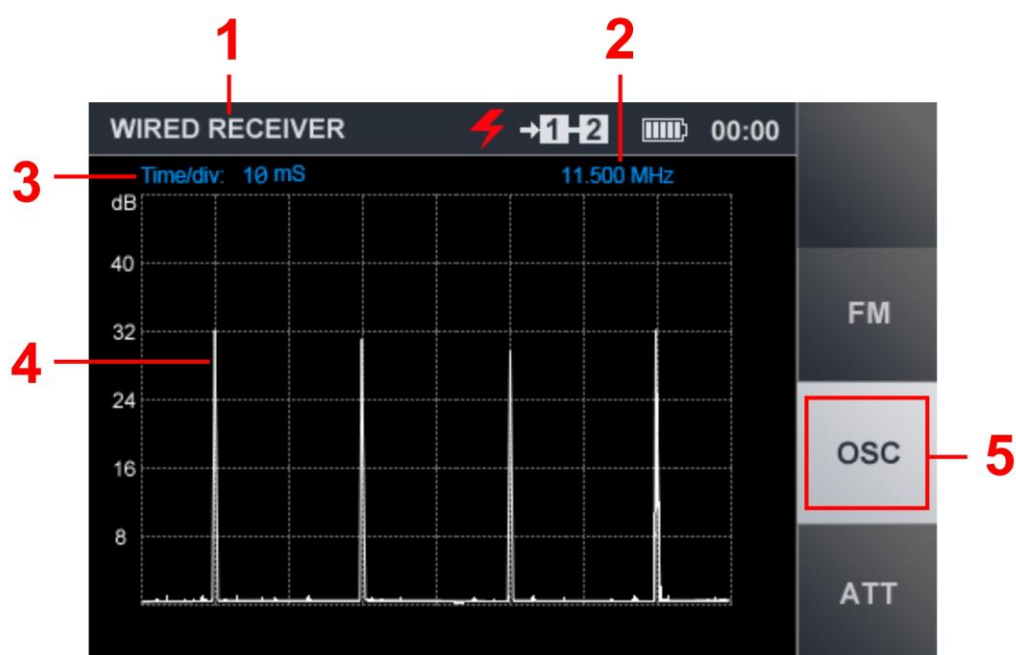 1
2
WIRED RECEIVER →1-2 00:00
3 Time/div: 10 mS 11.500 MHz
dB
40
FM
32
4
24
OSC 5
16
8
ATT